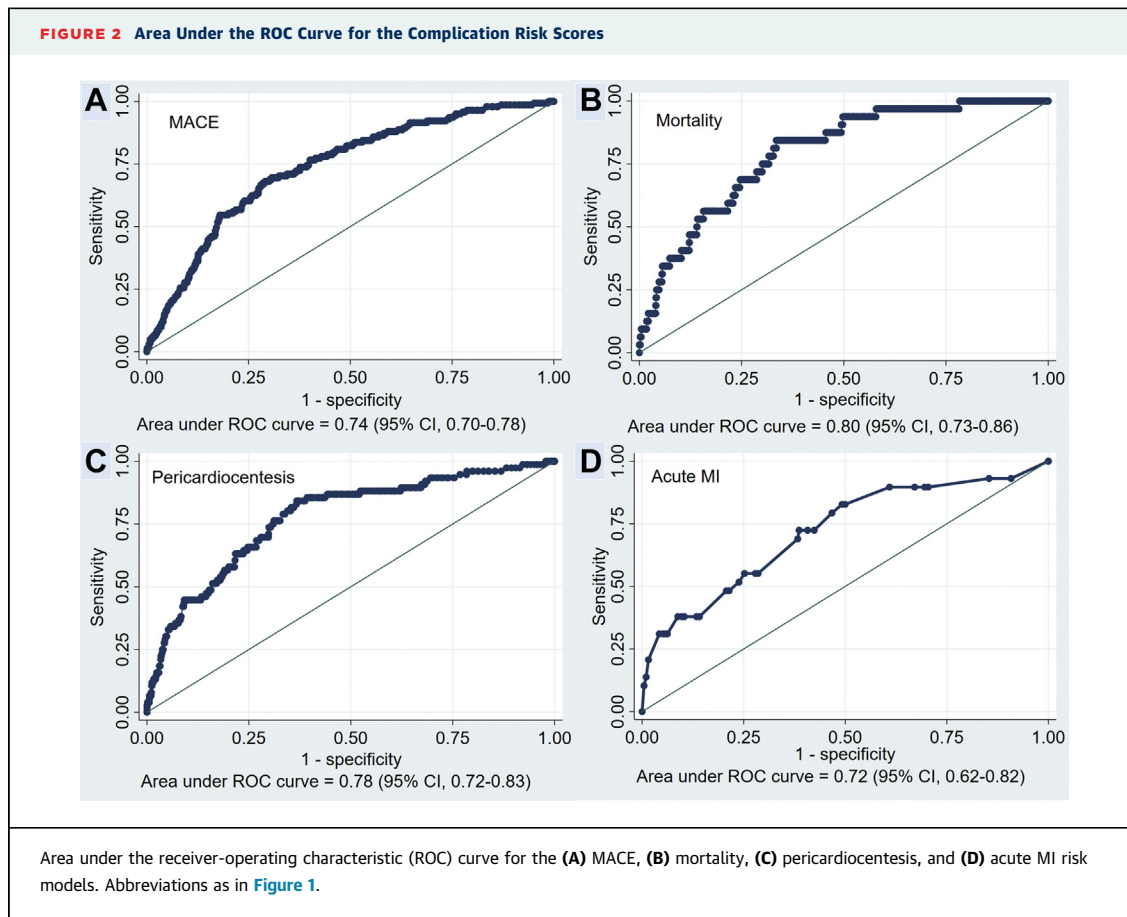 FIGURE 2 Area Under the ROC Curve for the Complication Risk Scores
A
MACE
Sensitivity
1.00
0.75
0.50
0.25
0.00
0.00 0.25 0.50 0.75 1.00
1 - specificity
Area under ROC curve = 0.74 (95% CI, 0.70-0.78)
B
Mortality
Sensitivity
1.00
0.75
0.50
0.25
0.00
0.00 0.25 0.50 0.75 1.00
1 - specificity
Area under ROC curve = 0.80 (95% CI, 0.73-0.86)
C
Pericardiocentesis
Sensitivity
1.00
0.75
0.50
0.25
0.00
0.00 0.25 0.50 0.75 1.00
1 - specificity
Area under ROC curve = 0.78 (95% CI, 0.72-0.83)
D
Acute MI
Sensitivity
1.00
0.75
0.50
0.25
0.00
0.00 0.25 0.50 0.75 1.00
1 - specificity
Area under ROC curve = 0.72 (95% CI, 0.62-0.82)
Area under the receiver-operating characteristic (ROC) curve for the (A) MACE, (B) mortality, (C) pericardiocentesis, and (D) acute MI risk
models. Abbreviations as in Figure 1.